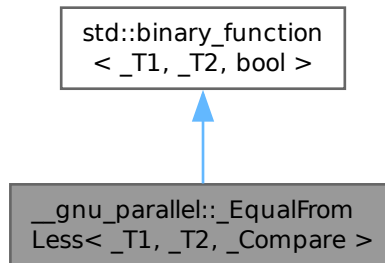 std::binary_function
< _T1, _T2, bool >
__gnu_parallel::_EqualFrom
Less< _T1, _T2, _Compare >